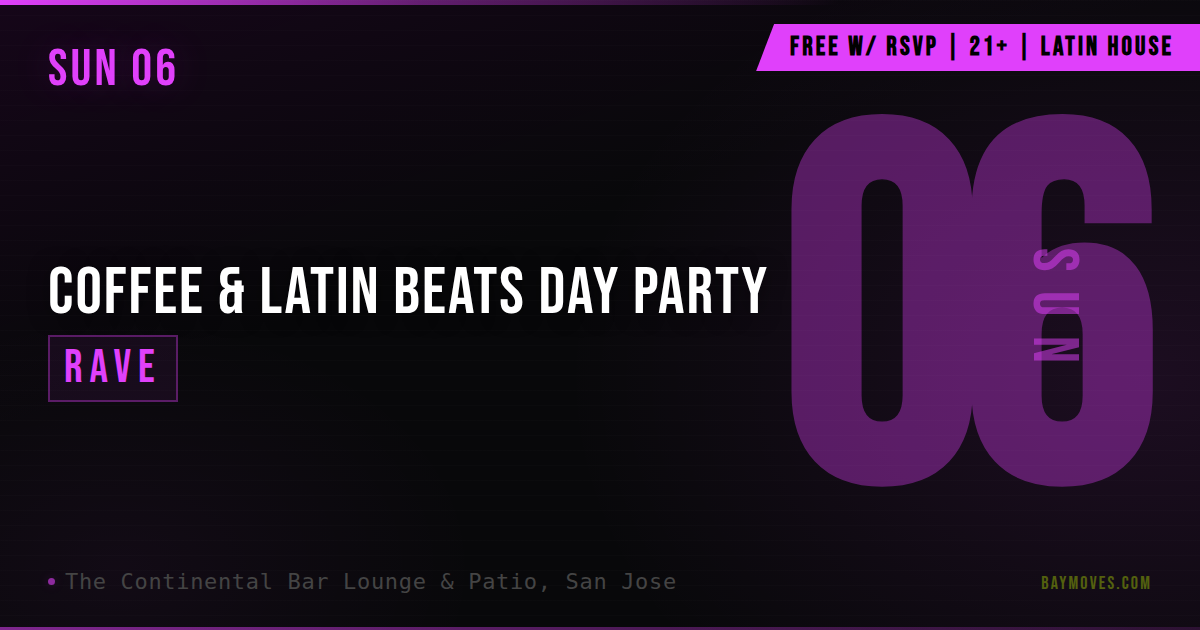 SUN 06
FREE W/ RSVP | 21+ | LATIN HOUSE
06
SUN
COFFEE & LATIN BEATS DAY PARTY
RAVE
The Continental Bar Lounge & Patio, San Jose
BAYMOVES.COM